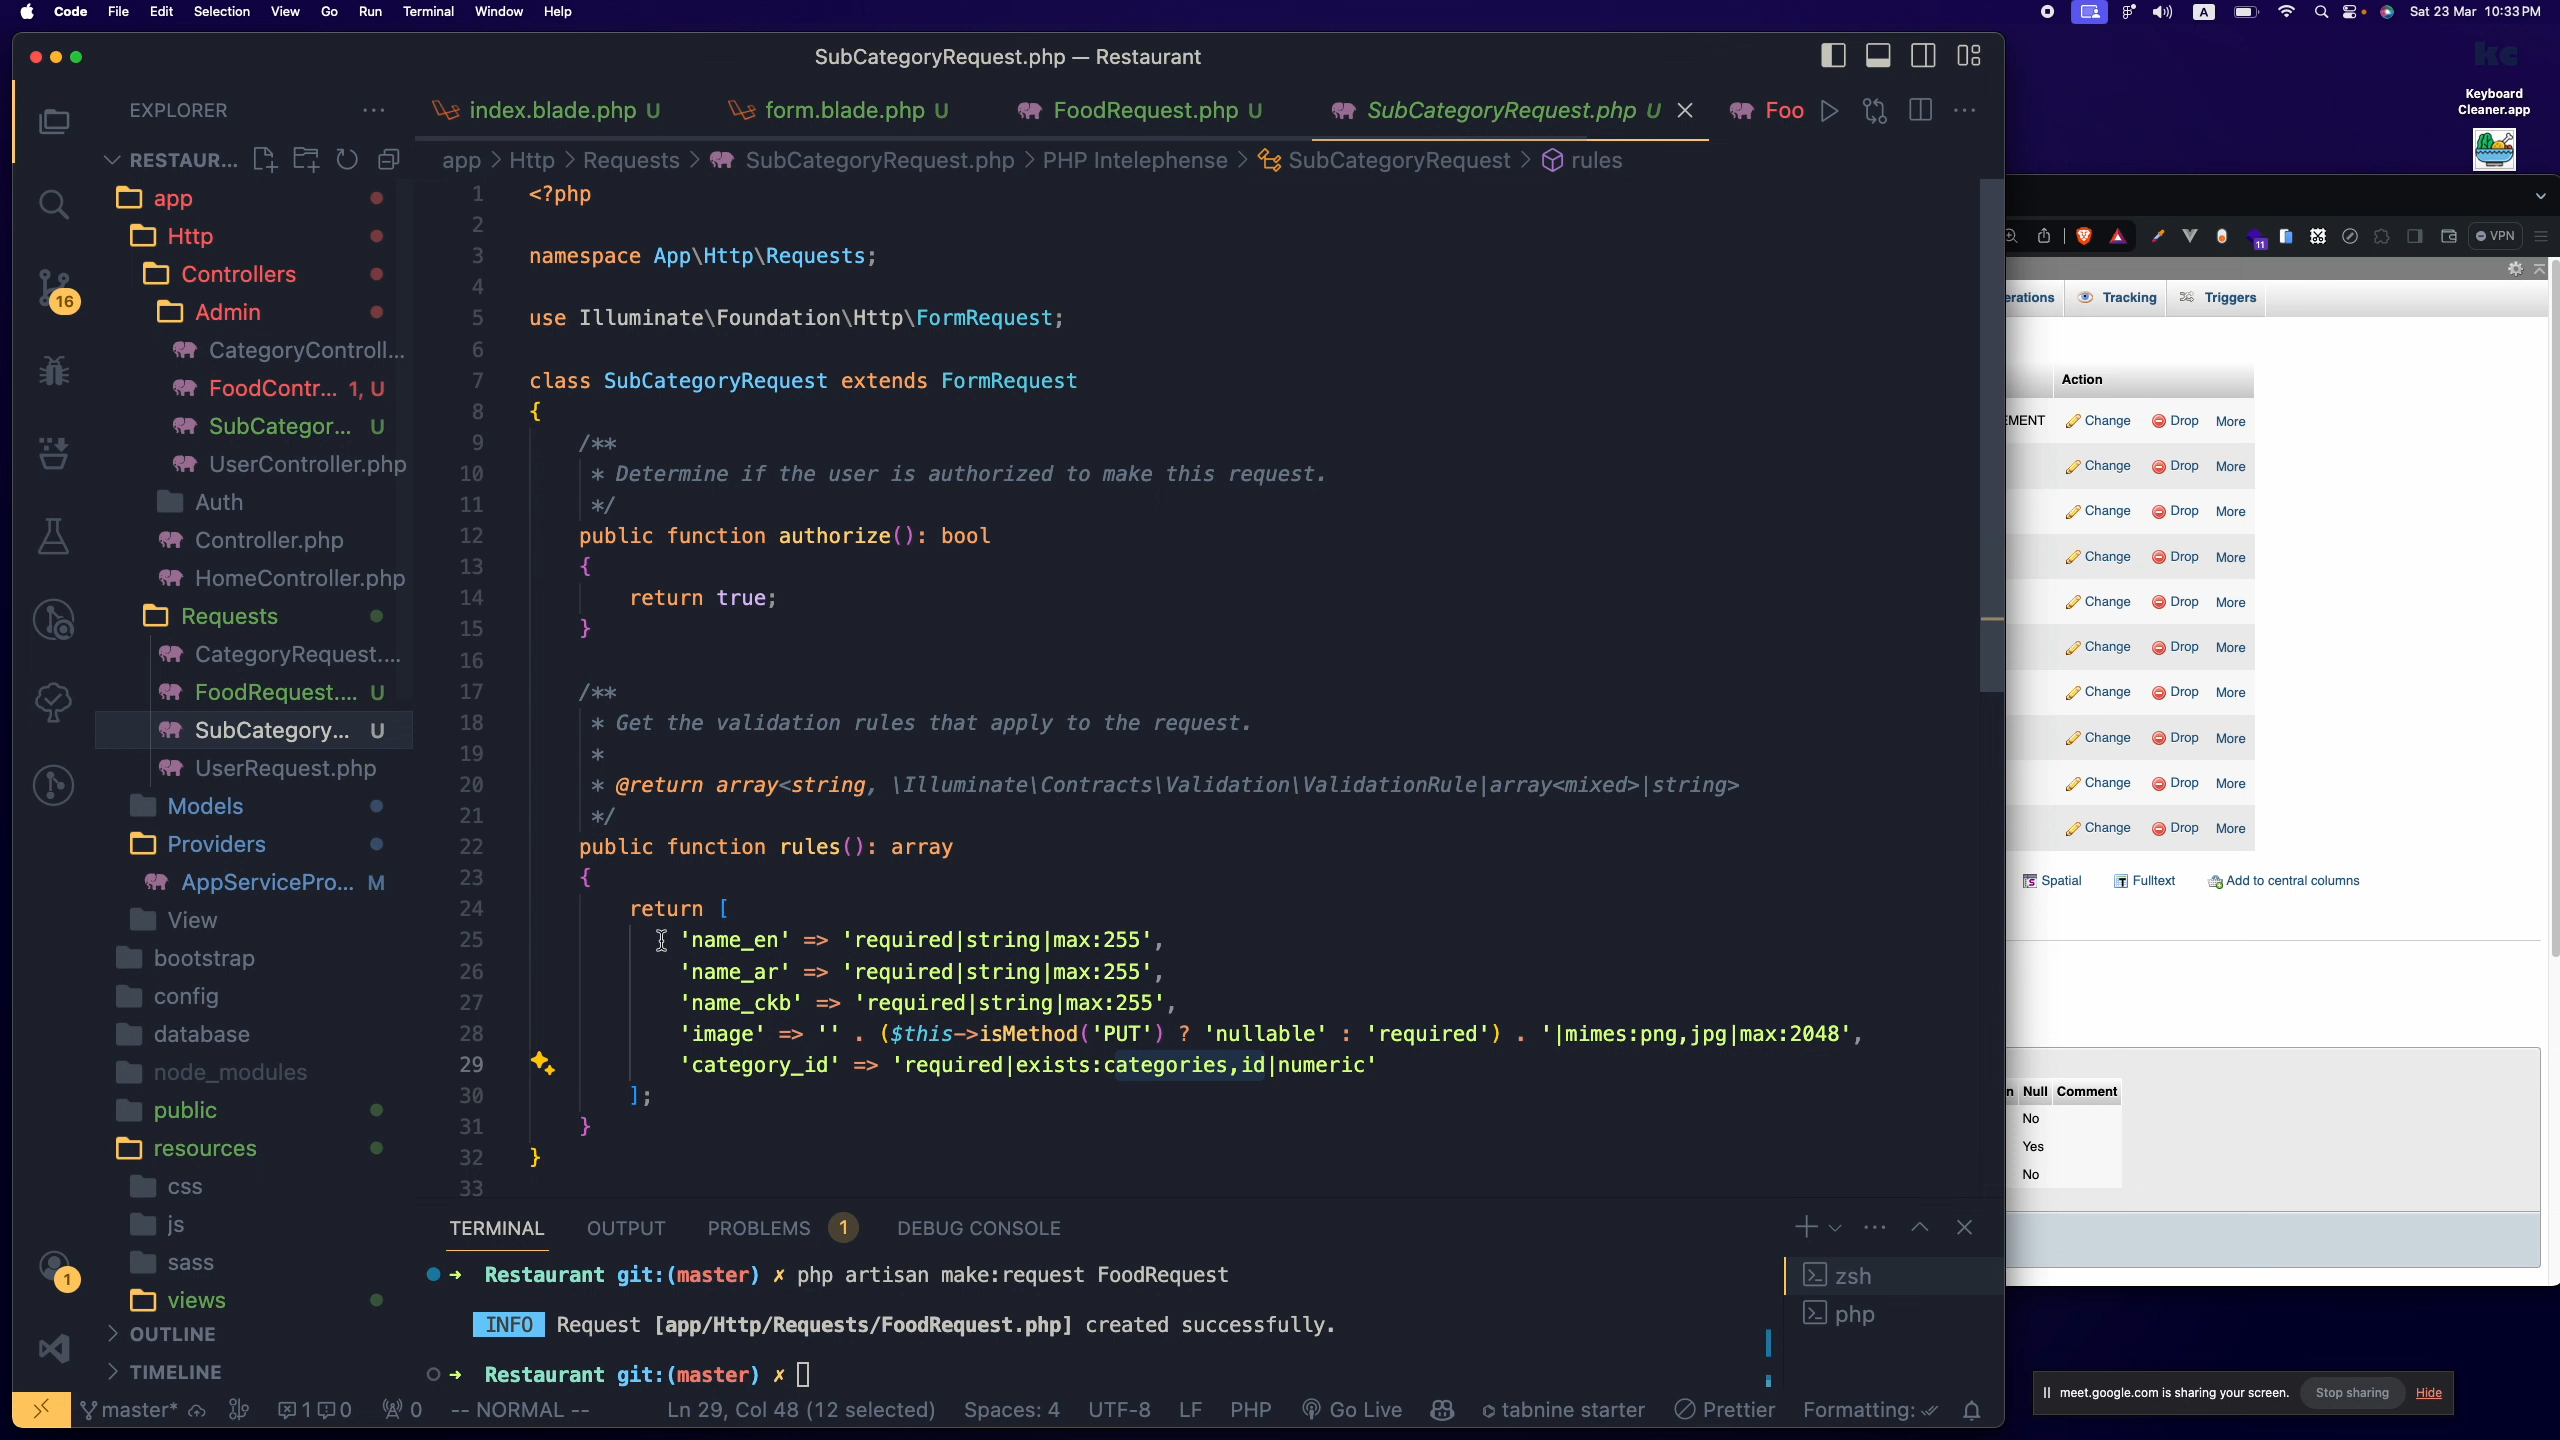 Code File Edit Selection View Go Run Terminal Window Help
A Sat 23 Mar 10:33PM
SubCategoryRequest.php — Restaurant
kc
Keyboard
Cleaner.app
EXPLORER
index.blade.php U form.blade.php U FoodRequest.php U SubCategoryRequest.php U Foo
RESTAUR...
app > Http > Requests > SubCategoryRequest.php > PHP Intelephense > SubCategoryRequest > rules
app
Http
Controllers
Admin
CategoryControll...
FoodContr... 1, U
SubCategor... U
UserController.php
Auth
Controller.php
HomeController.php
Requests
CategoryRequest....
FoodRequest.... U
SubCategory... U
UserRequest.php
Models
Providers
AppServicePro... M
View
bootstrap
config
database
node_modules
public
resources
css
js
sass
views
OUTLINE
TIMELINE
16
1
1 <?php
2
3 namespace App\Http\Requests;
4
5 use Illuminate\Foundation\Http\FormRequest;
6
7 class SubCategoryRequest extends FormRequest
8 {
9 /**
10 * Determine if the user is authorized to make this request.
11 */
12 public function authorize(): bool
13 {
14 return true;
15 }
16
17 /**
18 * Get the validation rules that apply to the request.
19 *
20 * @return array<string, \Illuminate\Contracts\Validation\ValidationRule|array<mixed>|string>
21 */
22 public function rules(): array
23 {
24 return [
25 'name_en' => 'required|string|max:255',
26 'name_ar' => 'required|string|max:255',
27 'name_ckb' => 'required|string|max:255',
28 'image' => '' . ($this->isMethod('PUT') ? 'nullable' : 'required') . '|mimes:png,jpg|max:2048',
29 'category_id' => 'required|exists:categories,id|numeric'
30 ];
31 }
32 }
33
TERMINAL OUTPUT PROBLEMS 1 DEBUG CONSOLE
➜ Restaurant git:(master) ✗ php artisan make:request FoodRequest
INFO Request [app/Http/Requests/FoodRequest.php] created successfully.
➜ Restaurant git:(master) ✗
zsh
php
master* 1 0 0 -- NORMAL -- Ln 29, Col 48 (12 selected) Spaces: 4 UTF-8 LF PHP Go Live tabnine starter Prettier Formatting: ✓
11 VPN
erations Tracking Triggers
Action
EMENT Change Drop More
Change Drop More
Change Drop More
Change Drop More
Change Drop More
Change Drop More
Change Drop More
Change Drop More
Change Drop More
Change Drop More
Spatial Fulltext Add to central columns
n Null Comment
No
Yes
No
meet.google.com is sharing your screen. Stop sharing Hide